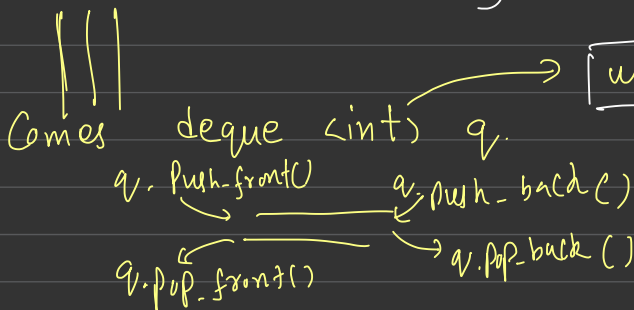 Comes deque <int> q.
q. Push_front() q. push_back()
q. pop_front() q. pop_back()